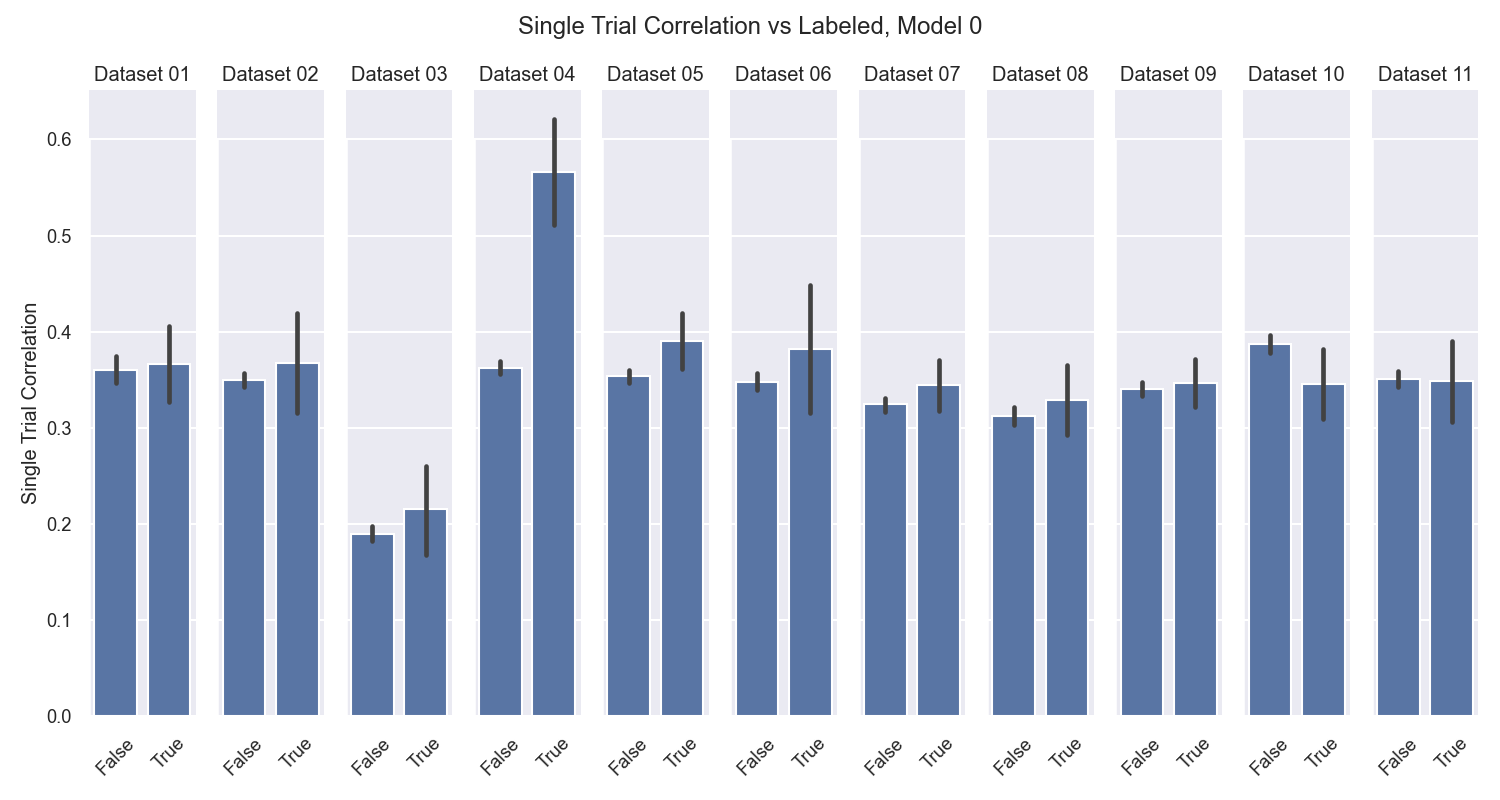 Single Trial Correlation vs Labeled, Model 0
Dataset 01 Dataset 02 Dataset 03 Dataset 04 Dataset 05 Dataset 06 Dataset 07 Dataset 08 Dataset 09 Dataset 10 Dataset 11
Single Trial Correlation
0.6
0.5
0.4
0.3
0.2
0.1
0.0
False True False True False True False True False True False True False True False True False True False True False True